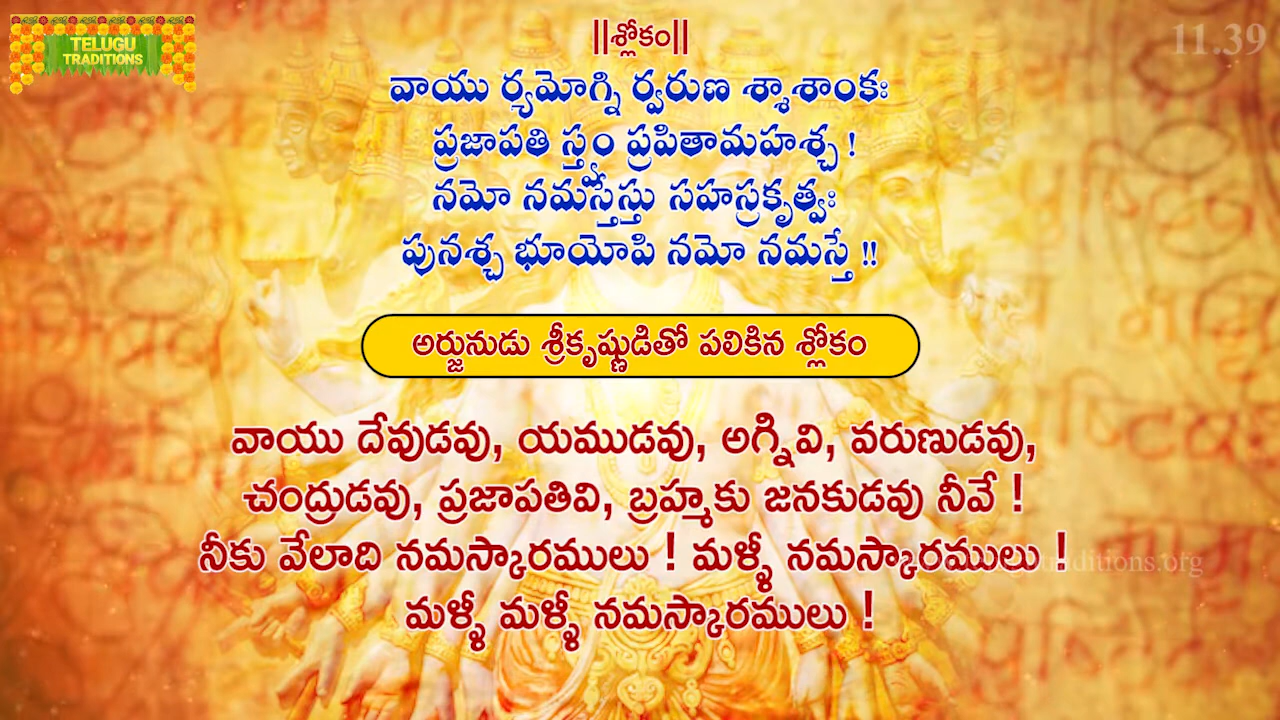 TELUGU
TRADITIONS
11.39
||శ్లోకం||
వాయు ర్యమోగ్ని ర్వరుణ శ్శాశాంకః
ప్రజాపతి స్త్వం ప్రపితామహశ్చ !
నమో నమస్తేస్తు సహస్రకృత్వః
పునశ్చ భూయోపి నమో నమస్తే !!
అర్జునుడు శ్రీకృష్ణుడితో పలికిన శ్లోకం
వాయు దేవుడవు, యముడవు, అగ్నివి, వరుణుడవు,
చంద్రుడవు, ప్రజాపతివి, బ్రహ్మకు జనకుడవు నీవే !
నీకు వేలాది నమస్కారములు ! మళ్ళీ నమస్కారములు !
మళ్ళీ మళ్ళీ నమస్కారములు !